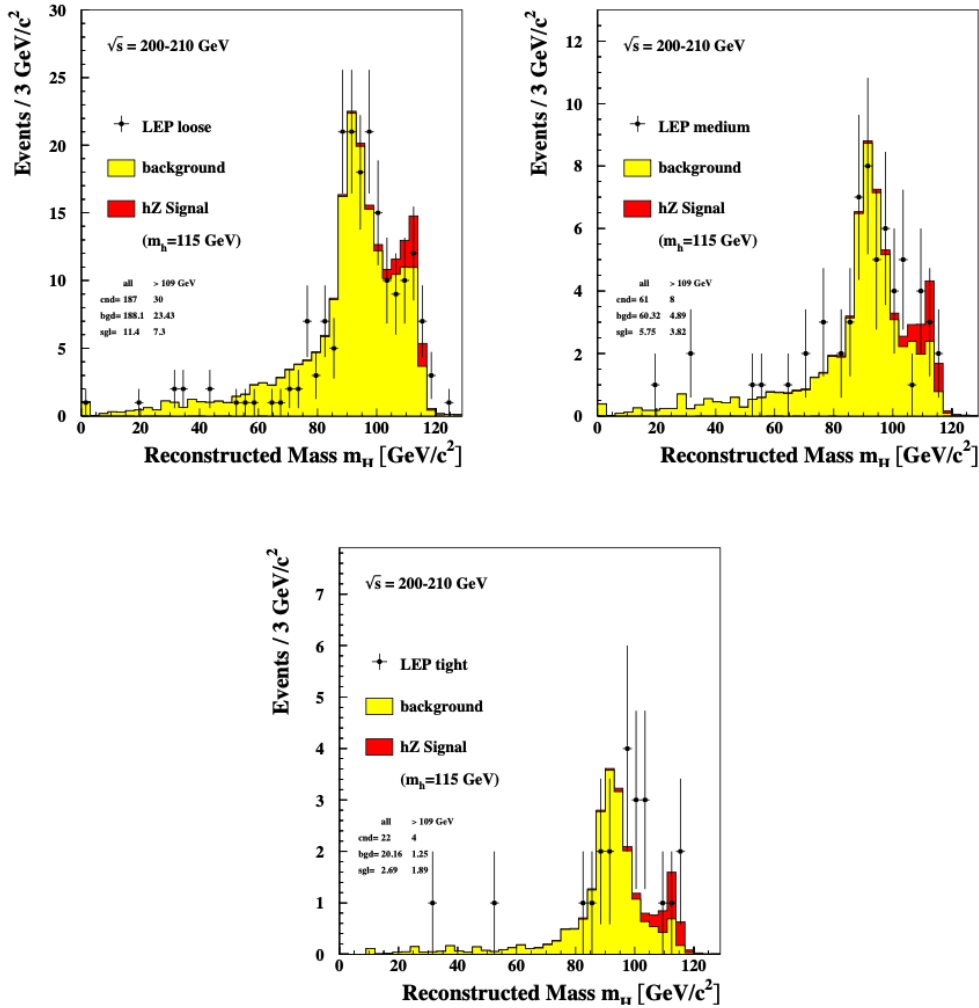 Events / 3 GeV/c²
30
25
20
15
10
5
0
√s = 200-210 GeV
LEP loose
background
hZ Signal
(m_h=115 GeV)
all > 109 GeV
cnd= 187 30
bgd= 188.1 23.43
sgl= 11.4 7.3
0 20 40 60 80 100 120
Reconstructed Mass m_H [GeV/c²]
Events / 3 GeV/c²
12
10
8
6
4
2
0
√s = 200-210 GeV
LEP medium
background
hZ Signal
(m_h=115 GeV)
all > 109 GeV
cnd= 61 8
bgd= 60.32 4.89
sgl= 5.75 3.82
0 20 40 60 80 100 120
Reconstructed Mass m_H [GeV/c²]
Events / 3 GeV/c²
7
6
5
4
3
2
1
0
√s = 200-210 GeV
LEP tight
background
hZ Signal
(m_h=115 GeV)
all > 109 GeV
cnd= 22 4
bgd= 20.16 1.25
sgl= 2.69 1.89
0 20 40 60 80 100 120
Reconstructed Mass m_H [GeV/c²]